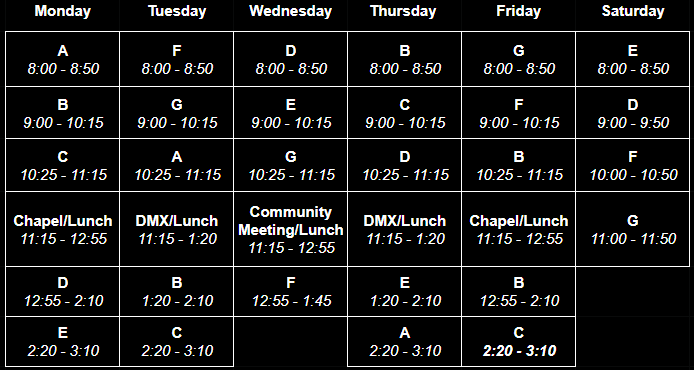 Monday Tuesday Wednesday Thursday Friday Saturday
A F D B G E
8:00 - 8:50 8:00 - 8:50 8:00 - 8:50 8:00 - 8:50 8:00 - 8:50 8:00 - 8:50
B G E C F D
9:00 - 10:15 9:00 - 10:15 9:00 - 10:15 9:00 - 10:15 9:00 - 10:15 9:00 - 9:50
C A G D B F
10:25 - 11:15 10:25 - 11:15 10:25 - 11:15 10:25 - 11:15 10:25 - 11:15 10:00 - 10:50
Chapel/Lunch DMX/Lunch Community Meeting/Lunch DMX/Lunch Chapel/Lunch G
11:15 - 12:55 11:15 - 1:20 11:15 - 12:55 11:15 - 1:20 11:15 - 12:55 11:00 - 11:50
D B F E B
12:55 - 2:10 1:20 - 2:10 12:55 - 1:45 1:20 - 2:10 12:55 - 2:10
E C A C
2:20 - 3:10 2:20 - 3:10 2:20 - 3:10 2:20 - 3:10